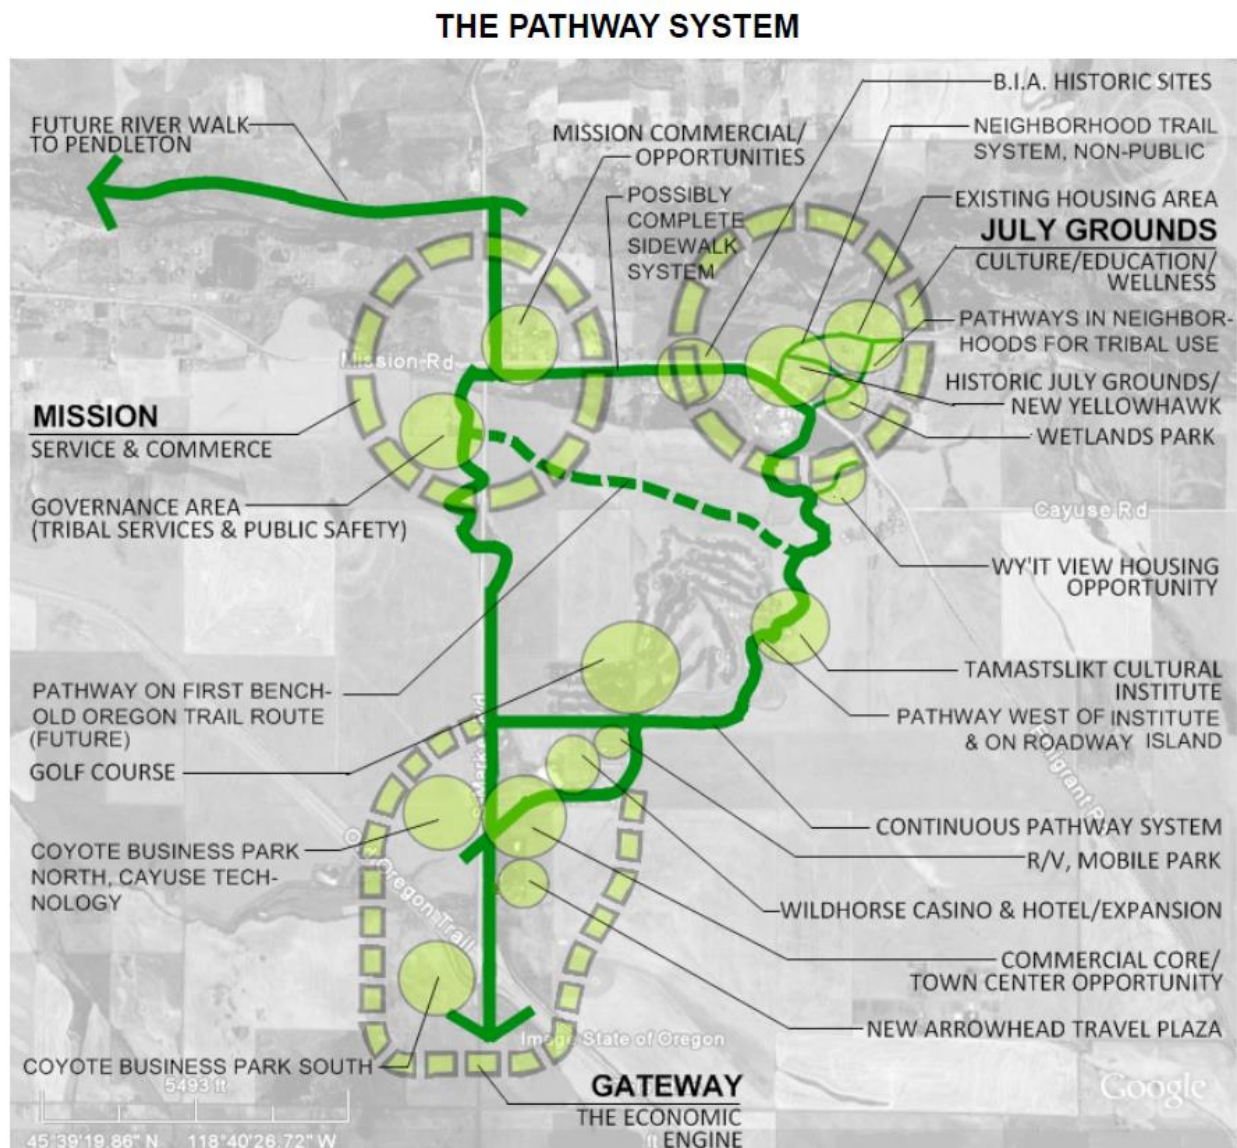 THE PATHWAY SYSTEM
FUTURE RIVER WALK
TO PENDLETON
MISSION COMMERCIAL/
OPPORTUNITIES
POSSIBLY
COMPLETE
SIDEWALK
SYSTEM
B.I.A. HISTORIC SITES
NEIGHBORHOOD TRAIL
SYSTEM, NON-PUBLIC
EXISTING HOUSING AREA
JULY GROUNDS
CULTURE/EDUCATION/
WELLNESS
PATHWAYS IN NEIGHBOR-
HOODS FOR TRIBAL USE
HISTORIC JULY GROUNDS/
NEW YELLOWHAWK
WETLANDS PARK
Mission Rd
MISSION
SERVICE & COMMERCE
GOVERNANCE AREA
(TRIBAL SERVICES & PUBLIC SAFETY)
Cayuse Rd
WY'IT VIEW HOUSING
OPPORTUNITY
TAMASTSLIKT CULTURAL
INSTITUTE
PATHWAY WEST OF INSTITUTE
& ON ROADWAY ISLAND
PATHWAY ON FIRST BENCH-
OLD OREGON TRAIL ROUTE
(FUTURE)
GOLF COURSE
Emigrant R
CONTINUOUS PATHWAY SYSTEM
R/V, MOBILE PARK
WILDHORSE CASINO & HOTEL/EXPANSION
COYOTE BUSINESS PARK
NORTH, CAYUSE TECH-
NOLOGY
Oregon Trail
COMMERCIAL CORE/
TOWN CENTER OPPORTUNITY
NEW ARROWHEAD TRAVEL PLAZA
Image State of Oregon
COYOTE BUSINESS PARK SOUTH
5493 ft
GATEWAY
THE ECONOMIC
ENGINE
Google
45°39'19.86" N 118°40'26.72" W
ft